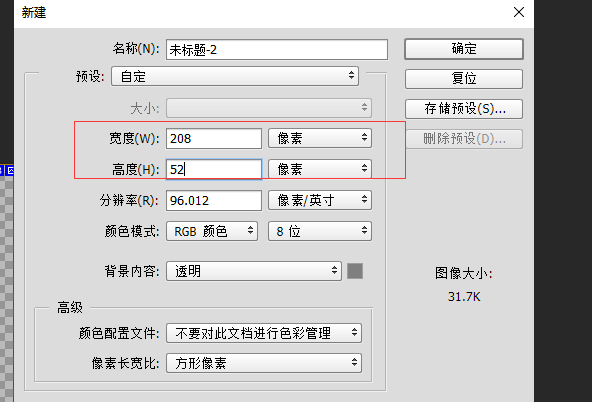 新建
名称(N): 未标题-2 确定
预设: 自定 复位
大小: 存储预设(S)...
宽度(W): 208 像素 删除预设(D)...
高度(H): 52 像素
分辨率(R): 96.012 像素/英寸
颜色模式: RGB 颜色 8 位
背景内容: 透明 图像大小:
31.7K
高级
颜色配置文件: 不要对此文档进行色彩管理
像素长宽比: 方形像素